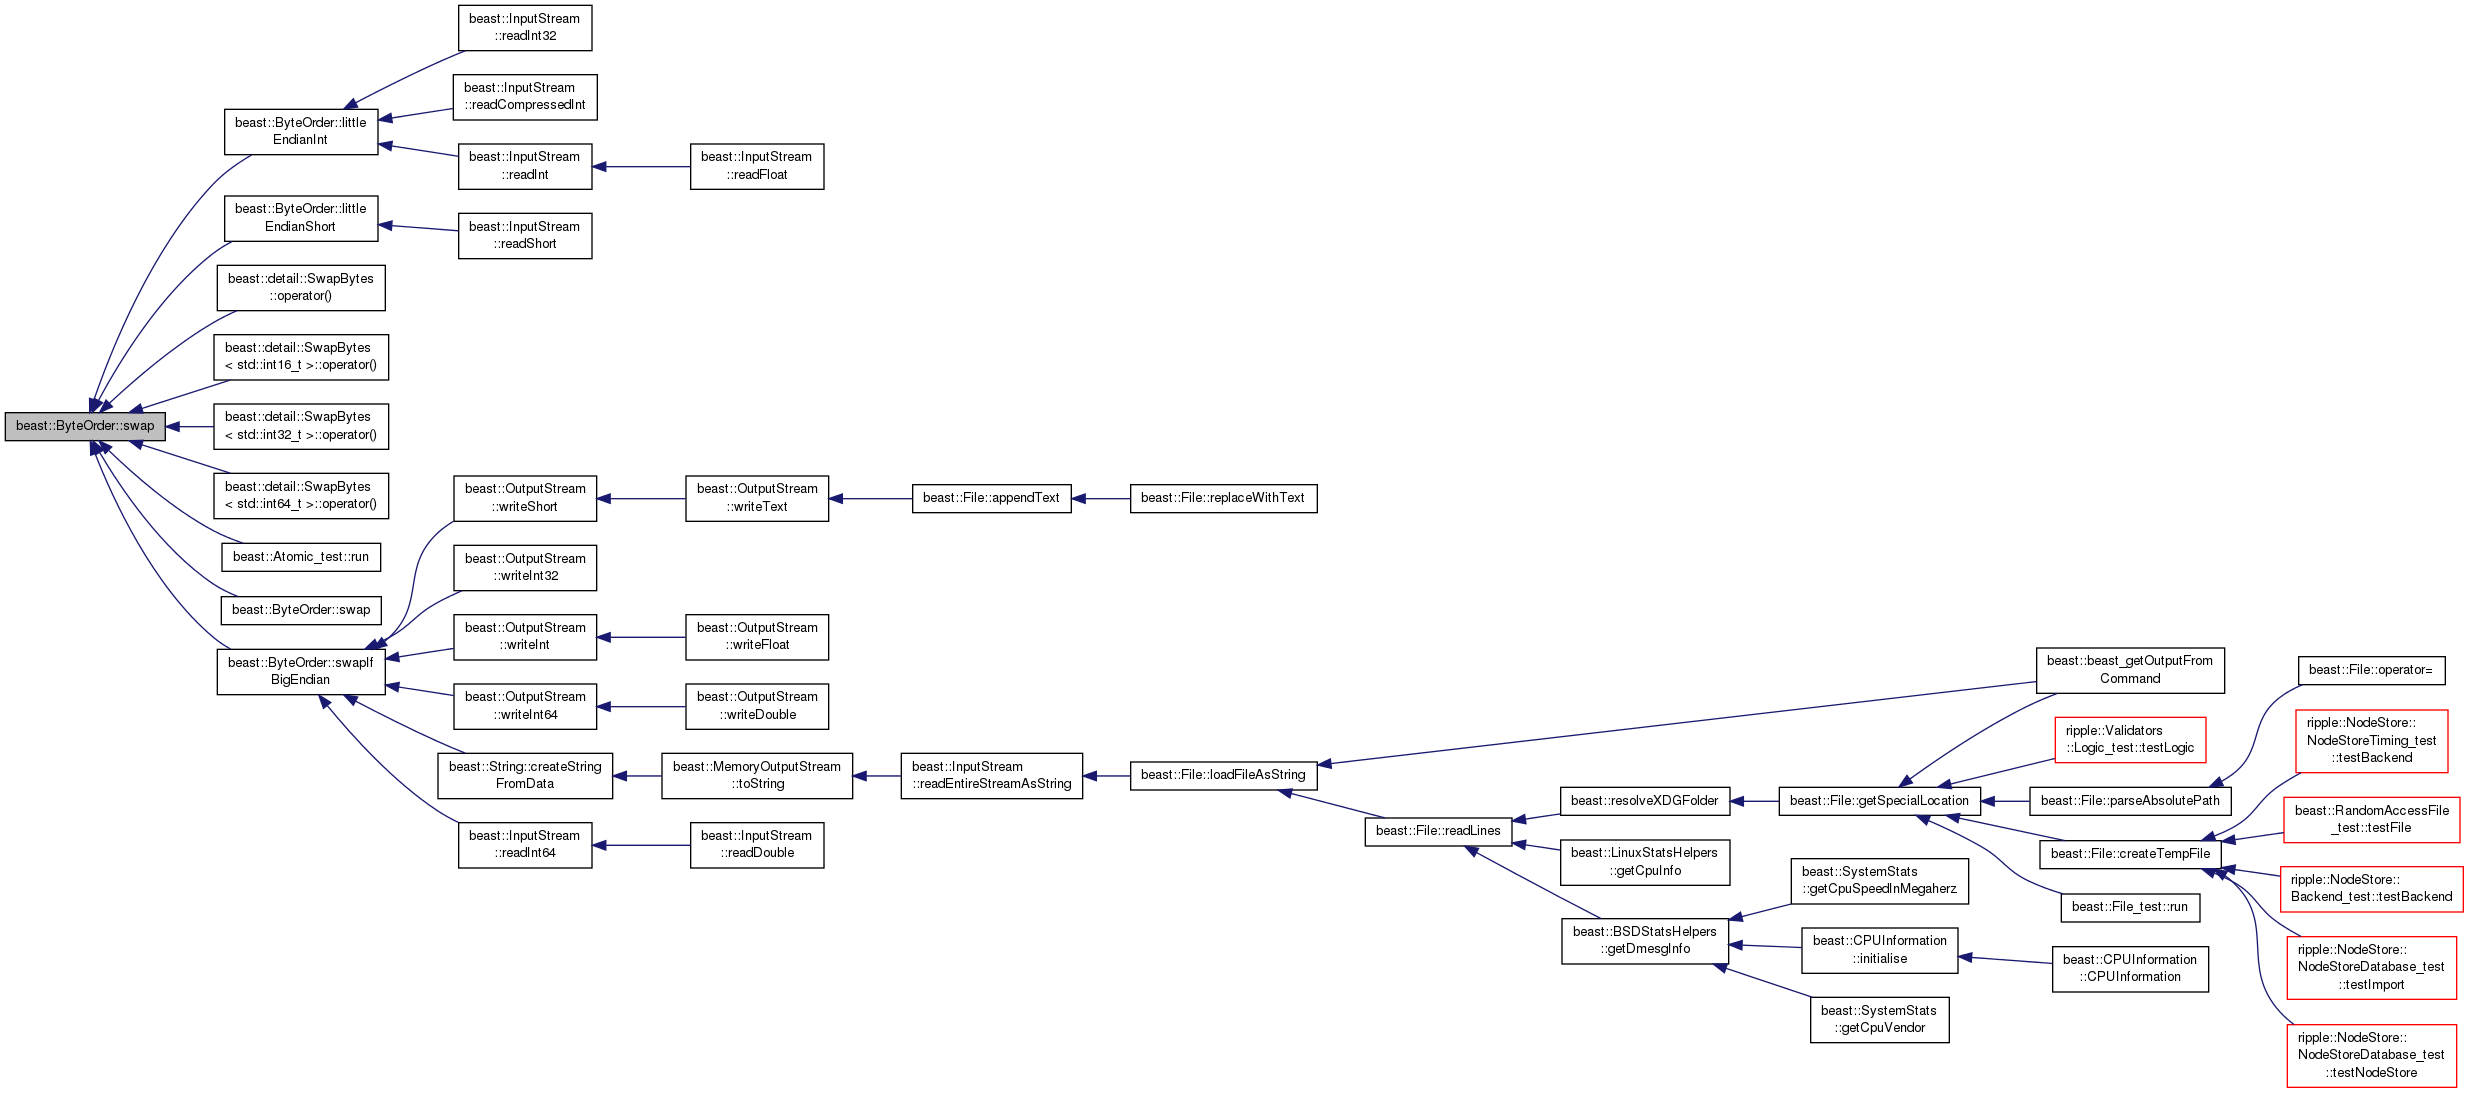 beast::InputStream
::readInt32
beast::InputStream
::readCompressedInt
beast::ByteOrder::little
EndianInt
beast::InputStream
::readInt
beast::InputStream
::readFloat
beast::ByteOrder::little
EndianShort
beast::InputStream
::readShort
beast::detail::SwapBytes
::operator()
beast::detail::SwapBytes
< std::int16_t >::operator()
beast::ByteOrder::swap
beast::detail::SwapBytes
< std::int32_t >::operator()
beast::detail::SwapBytes
< std::int64_t >::operator()
beast::Atomic_test::run
beast::ByteOrder::swap
beast::ByteOrder::swapIf
BigEndian
beast::OutputStream
::writeShort
beast::OutputStream
::writeText
beast::File::appendText
beast::File::replaceWithText
beast::OutputStream
::writeInt32
beast::OutputStream
::writeInt
beast::OutputStream
::writeFloat
beast::OutputStream
::writeInt64
beast::OutputStream
::writeDouble
beast::String::createString
FromData
beast::MemoryOutputStream
::toString
beast::InputStream
::readEntireStreamAsString
beast::File::loadFileAsString
beast::InputStream
::readInt64
beast::InputStream
::readDouble
beast::File::readLines
beast::resolveXDGFolder
beast::LinuxStatsHelpers
::getCpuInfo
beast::BSDStatsHelpers
::getDmesgInfo
beast::File::getSpecialLocation
beast::SystemStats
::getCpuSpeedInMegaherz
beast::CPUInformation
::initialise
beast::SystemStats
::getCpuVendor
beast::beast_getOutputFrom
Command
ripple::Validators
::Logic_test::testLogic
beast::File::parseAbsolutePath
beast::File::createTempFile
beast::File_test::run
beast::CPUInformation
::CPUInformation
beast::File::operator=
ripple::NodeStore::
NodeStoreTiming_test
::testBackend
beast::RandomAccessFile
_test::testFile
ripple::NodeStore::
Backend_test::testBackend
ripple::NodeStore::
NodeStoreDatabase_test
::testImport
ripple::NodeStore::
NodeStoreDatabase_test
::testNodeStore